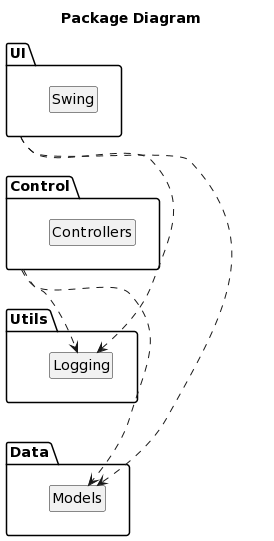 Package Diagram
UI
Swing
Control
Controllers
Utils
Logging
Data
Models